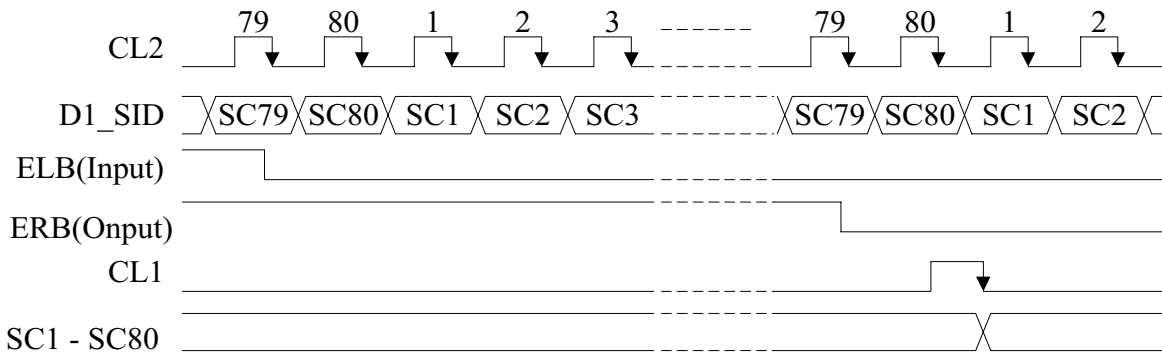 79 80 1 2 3 79 80 1 2
CL2
D1_SID SC79 SC80 SC1 SC2 SC3 SC79 SC80 SC1 SC2
ELB(Input)
ERB(Onput)
CL1
SC1 - SC80